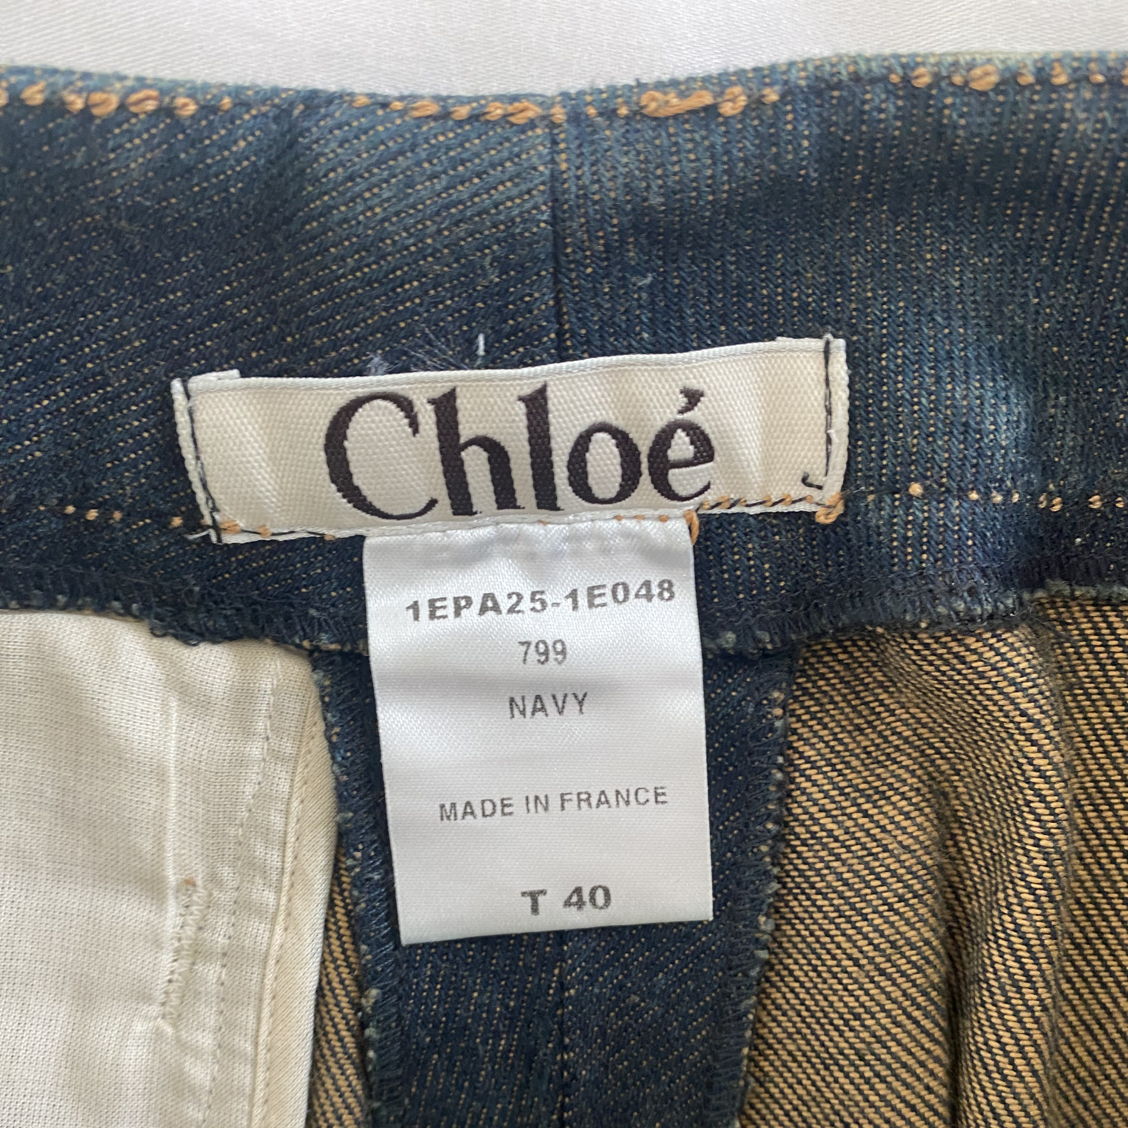 Chloé
1EPA25-1E048
799
NAVY
MADE IN FRANCE
T 40